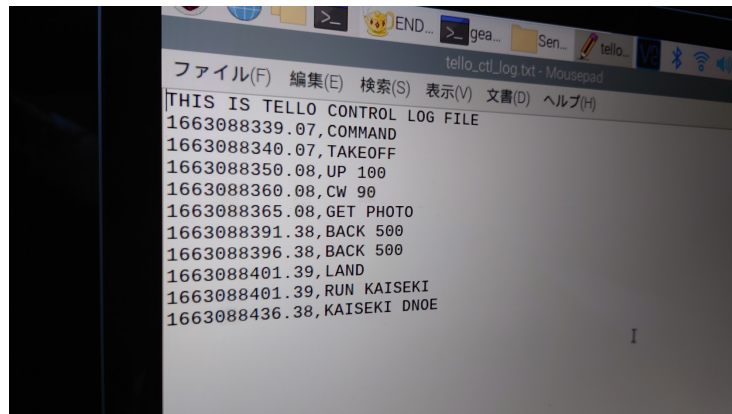 END...
gea...
Sen...
tello...
tello_ctl_log.txt - Mousepad
ファイル(F) 編集(E) 検索(S) 表示(V) 文書(D) ヘルプ(H)
THIS IS TELLO CONTROL LOG FILE
1663088339.07,COMMAND
1663088340.07,TAKEOFF
1663088350.08,UP 100
1663088360.08,CW 90
1663088365.08,GET PHOTO
1663088391.38,BACK 500
1663088396.38,BACK 500
1663088401.39,LAND
1663088401.39,RUN KAISEKI
1663088436.38,KAISEKI DNOE